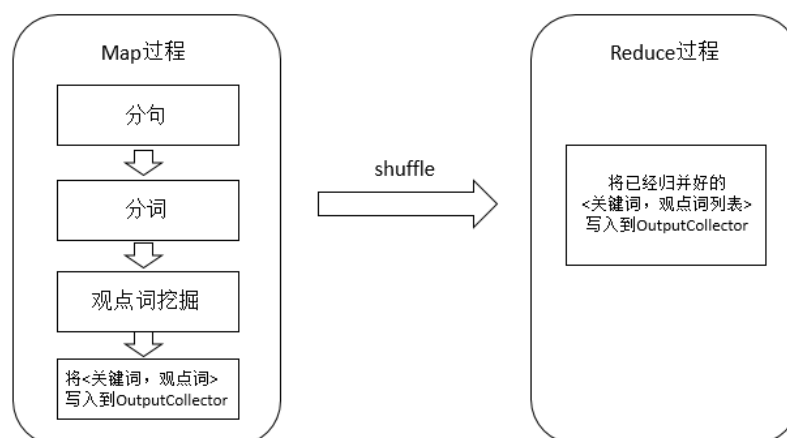 Map过程
分句
分词
观点词挖掘
将<关键词，观点词>
写入到OutputCollector
shuffle
Reduce过程
将已经归并好的
<关键词，观点词列表>
写入到OutputCollector